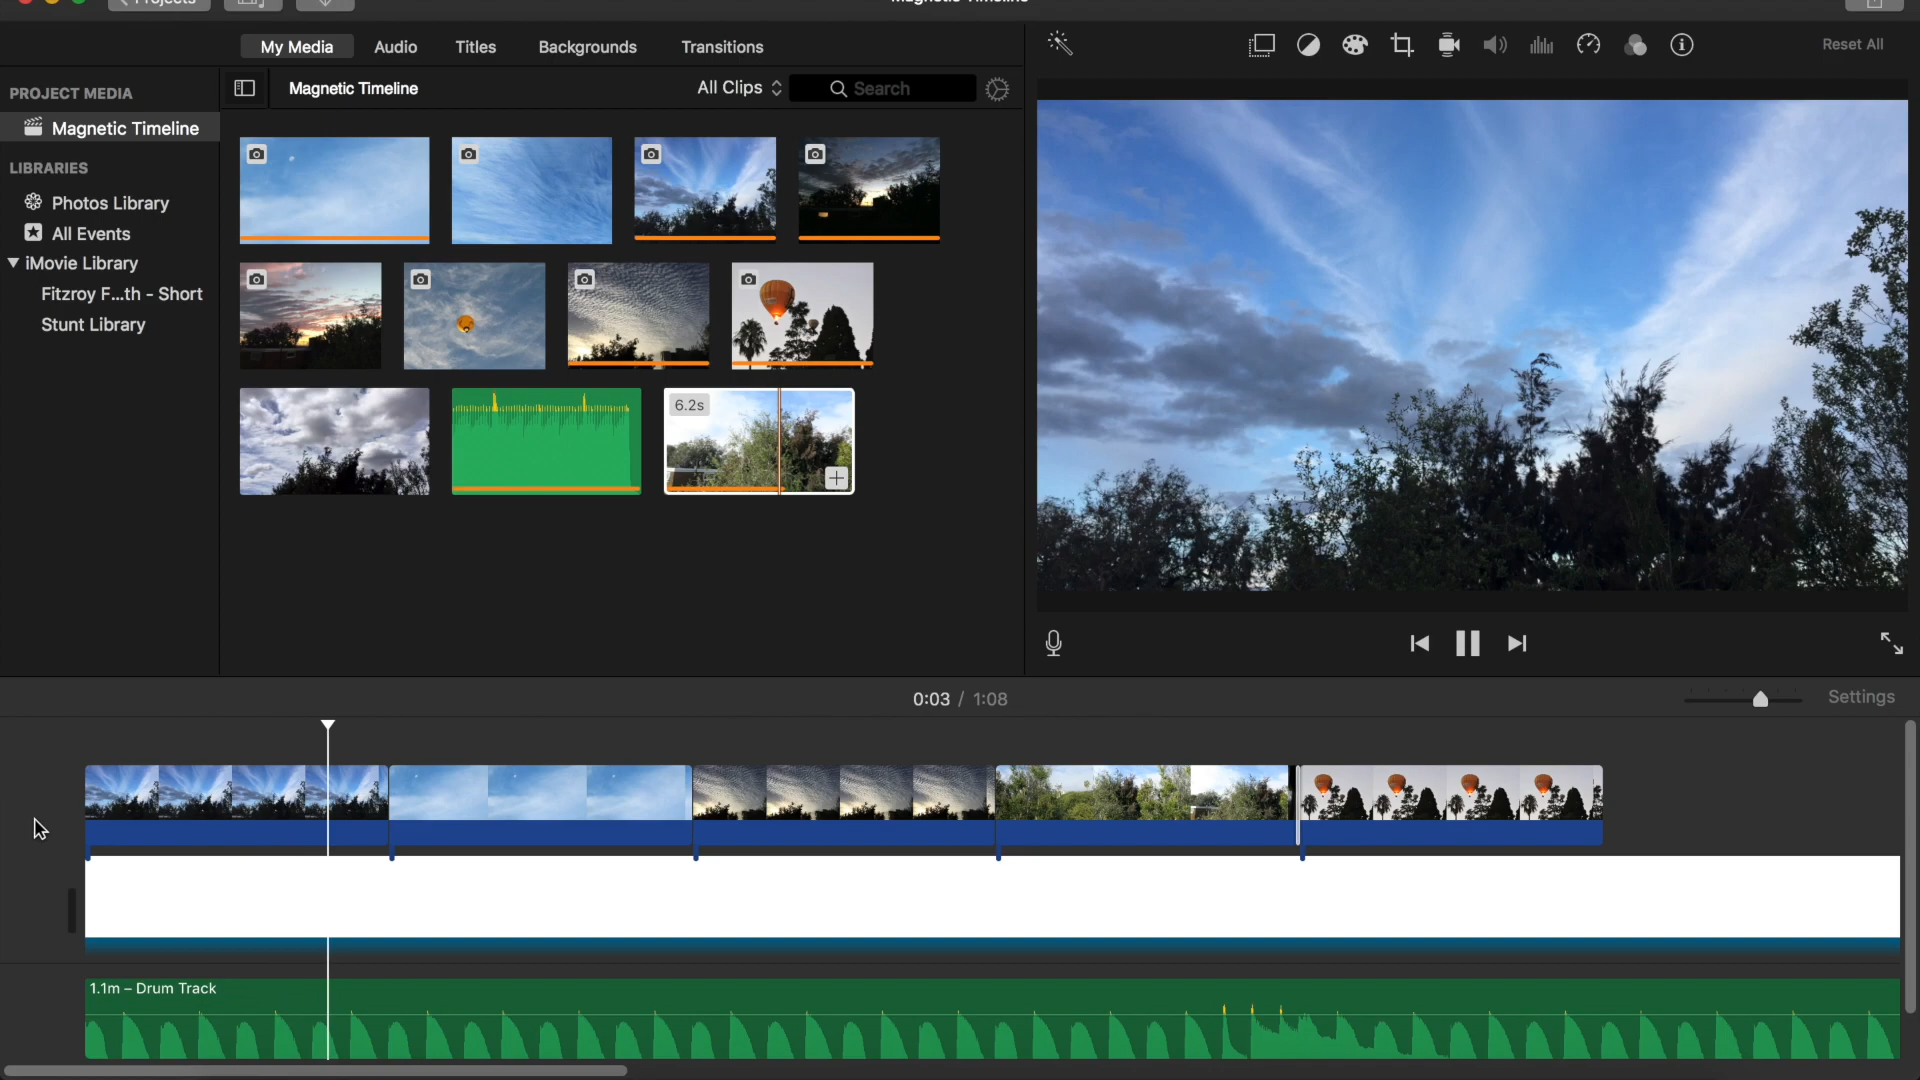 Projects
Magnetic Timeline
My Media
Audio
Titles
Backgrounds
Transitions
Reset All
PROJECT MEDIA
Magnetic Timeline
LIBRARIES
Photos Library
All Events
iMovie Library
Fitzroy F...th - Short
Stunt Library
Magnetic Timeline
All Clips
Search
6.2s
0:03 / 1:08
Settings
1.1m – Drum Track